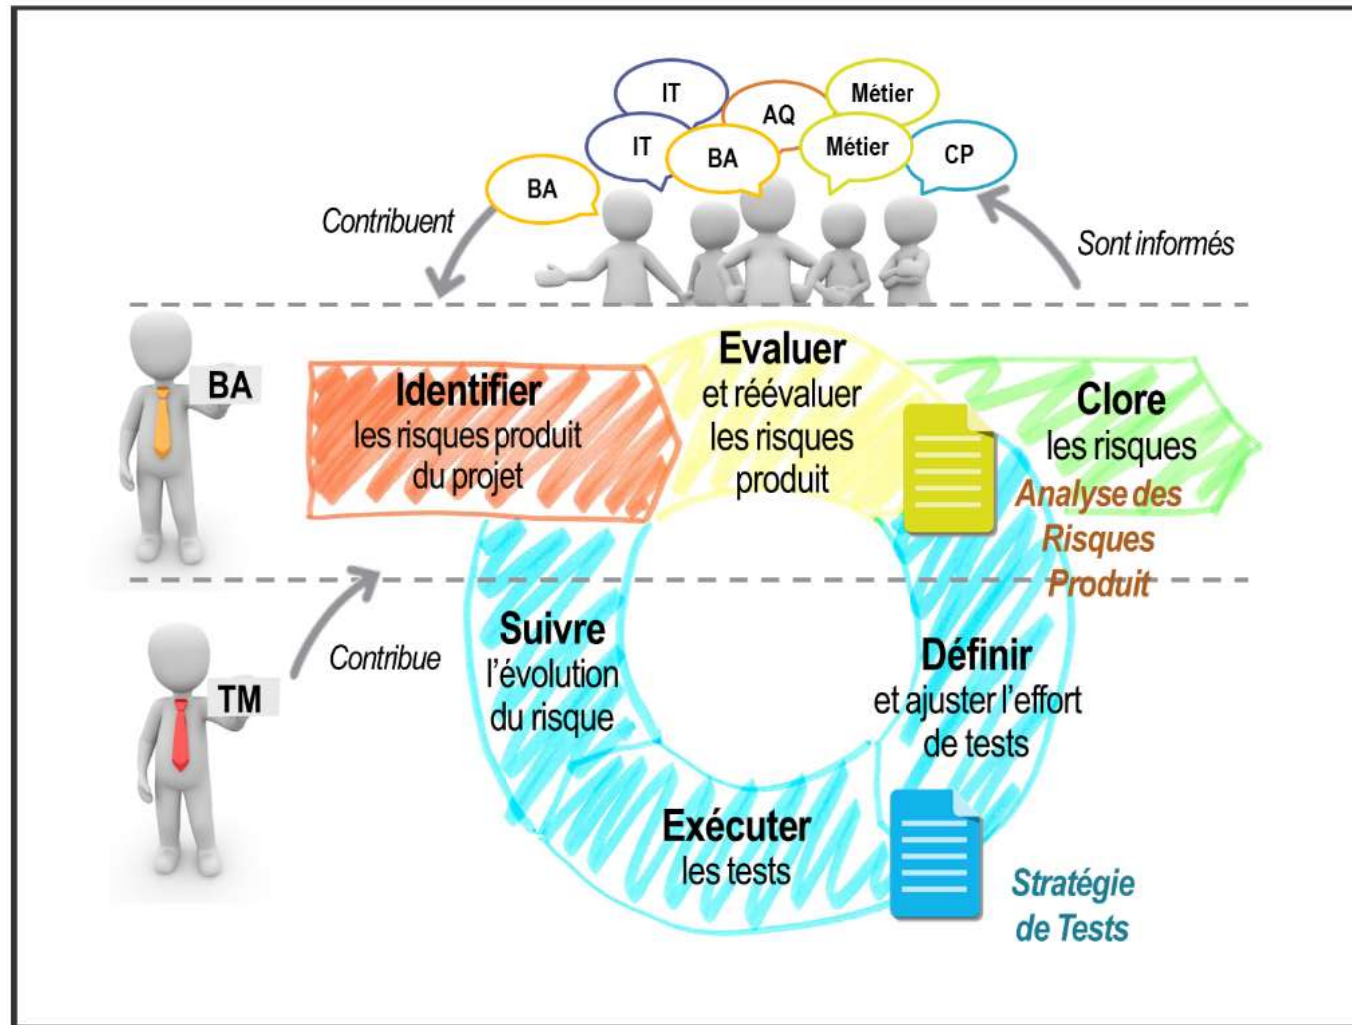 IT
AQ
Métier
IT
BA
Métier
CP
BA
Contribuent
Sont informés
BA
Identifier
les risques produit
du projet
Evaluer
et réévaluer
les risques
produit
Clore
les risques
Analyse des
Risques
Produit
TM
Contribue
Suivre
l'évolution
du risque
Définir
et ajuster l'effort
de tests
Exécuter
les tests
Stratégie
de Tests